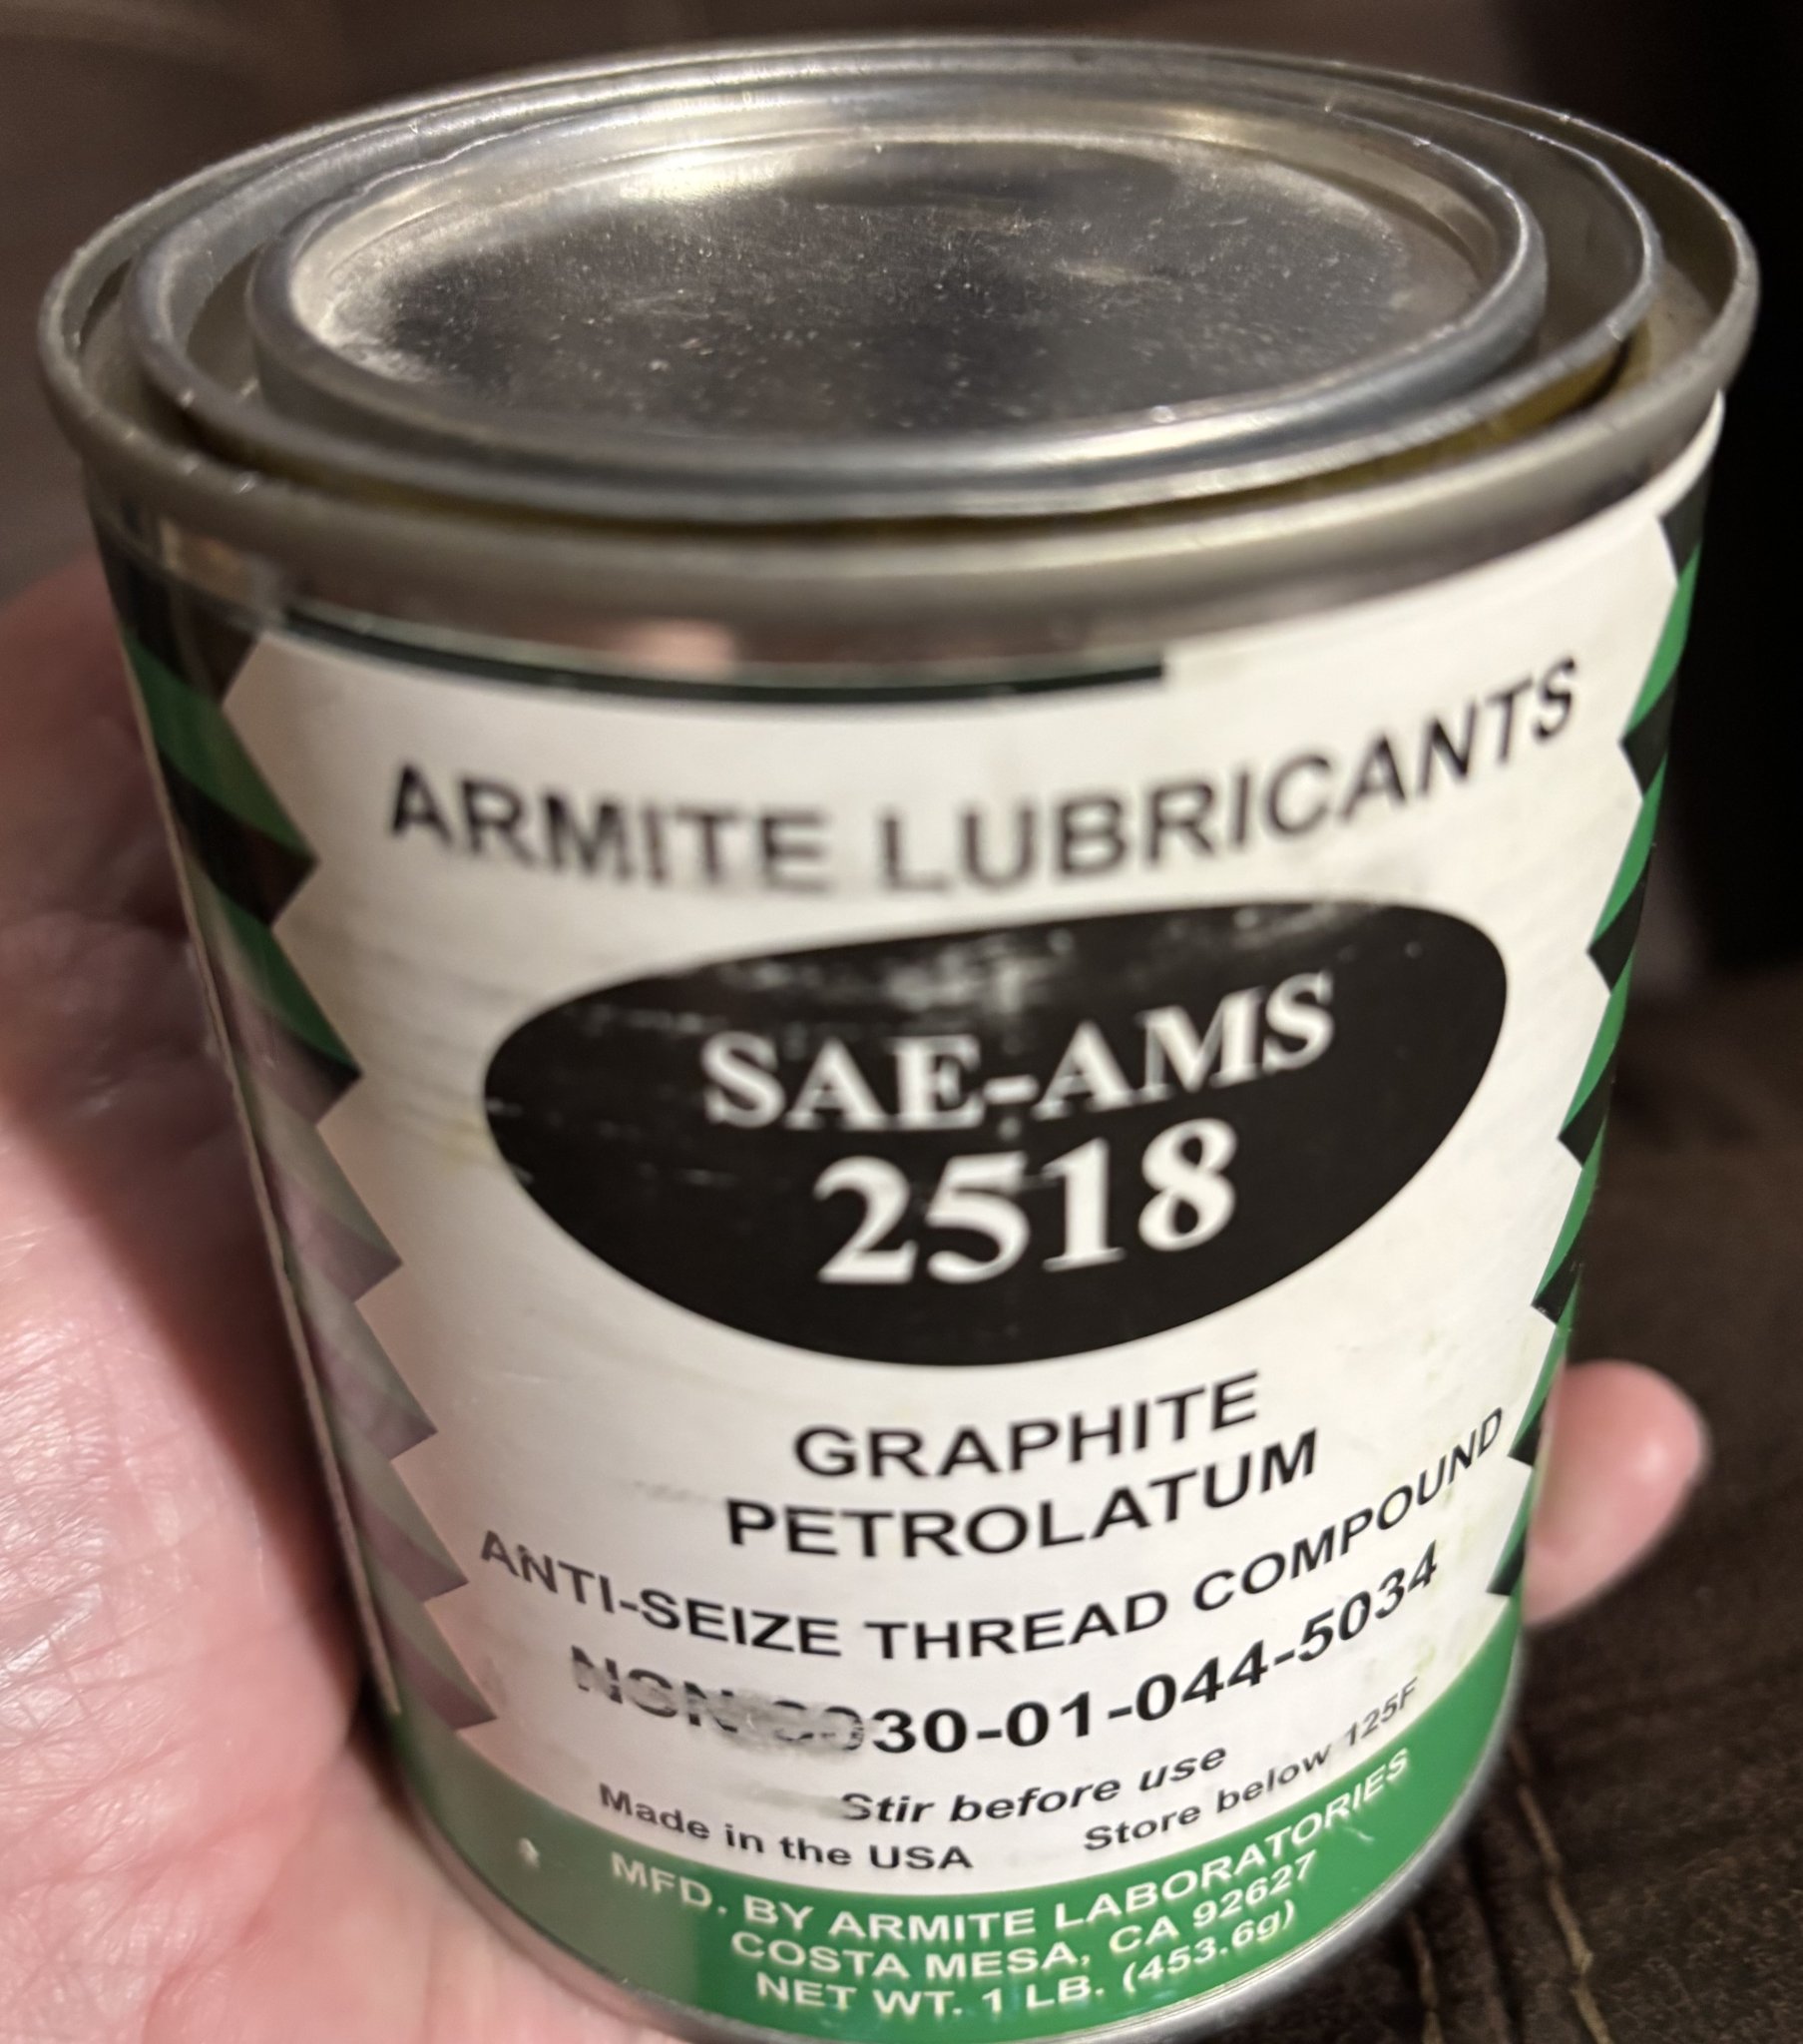 ARMITE LUBRICANTS
SAE-AMS
2518
GRAPHITE
PETROLATUM
ANTI-SEIZE THREAD COMPOUND
NSN 8030-01-044-5034
Stir before use
Made in the USA Store below 125F
MFD. BY ARMITE LABORATORIES
COSTA MESA, CA 92627
NET WT. 1 LB. (453.6g)